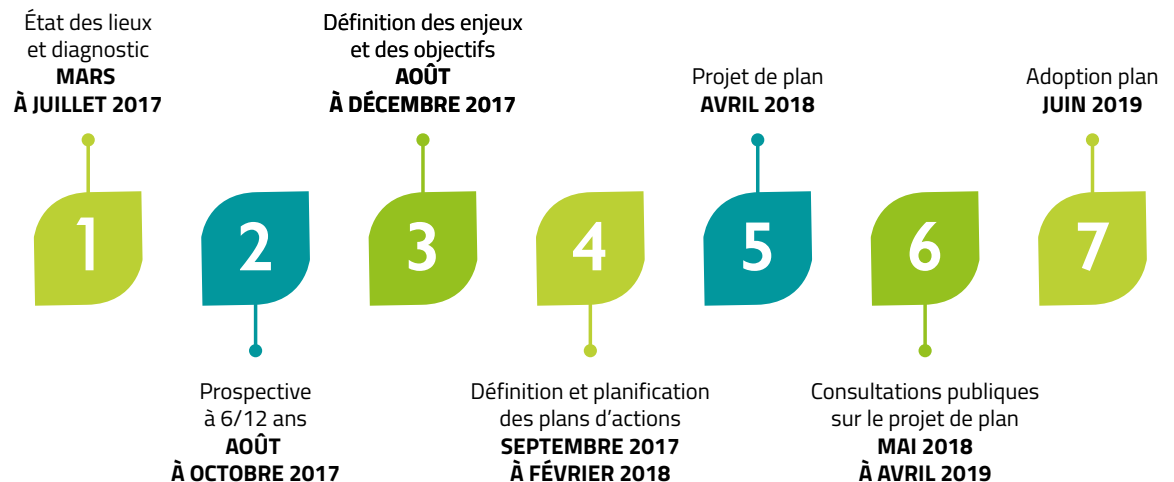 État des lieux
et diagnostic
MARS
À JUILLET 2017
1
2
Prospective
à 6/12 ans
AOÛT
À OCTOBRE 2017
Définition des enjeux
et des objectifs
AOÛT
À DÉCEMBRE 2017
3
4
Définition et planification
des plans d’actions
SEPTEMBRE 2017
À FÉVRIER 2018
Projet de plan
AVRIL 2018
5
6
Consultations publiques
sur le projet de plan
MAI 2018
À AVRIL 2019
Adoption plan
JUIN 2019
7